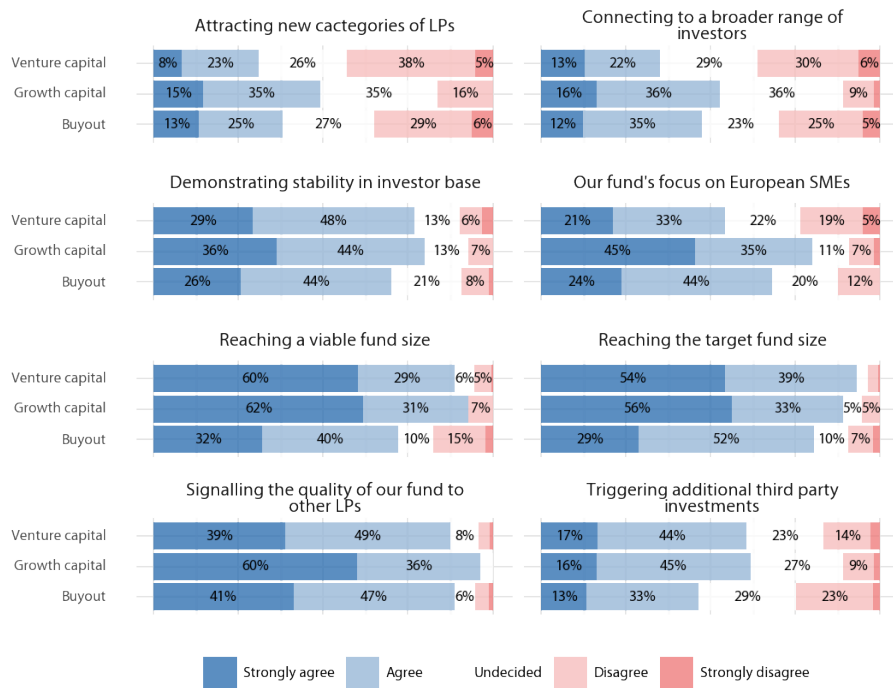 Attracting new cactegories of LPs
Venture capital 8% 23% 26% 38% 5%
Growth capital 15% 35% 35% 16%
Buyout 13% 25% 27% 29% 6%
Connecting to a broader range of
investors
13% 22% 29% 30% 6%
16% 36% 36% 9%
12% 35% 23% 25% 5%
Demonstrating stability in investor base
Venture capital 29% 48% 13% 6%
Growth capital 36% 44% 13% 7%
Buyout 26% 44% 21% 8%
Our fund's focus on European SMEs
21% 33% 22% 19% 5%
45% 35% 11% 7%
24% 44% 20% 12%
Reaching a viable fund size
Venture capital 60% 29% 6% 5%
Growth capital 62% 31% 7%
Buyout 32% 40% 10% 15%
Reaching the target fund size
54% 39%
56% 33% 5% 5%
29% 52% 10% 7%
Signalling the quality of our fund to
other LPs
Venture capital 39% 49% 8%
Growth capital 60% 36%
Buyout 41% 47% 6%
Triggering additional third party
investments
17% 44% 23% 14%
16% 45% 27% 9%
13% 33% 29% 23%
Strongly agree Agree Undecided Disagree Strongly disagree